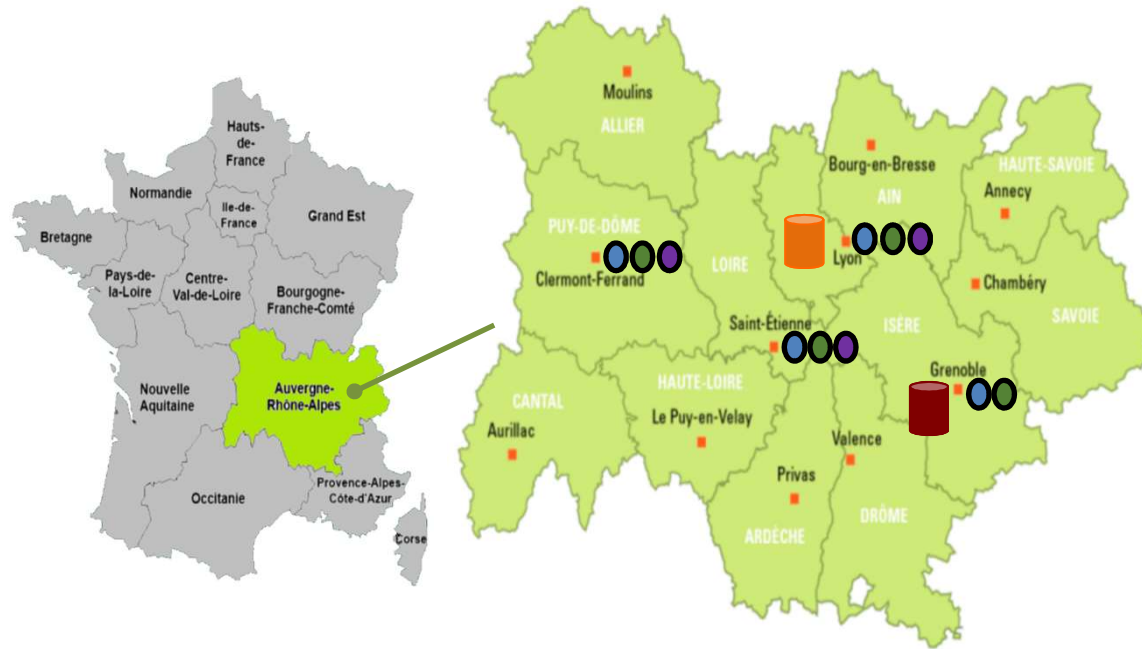 Hauts-
de-
France
Normandie
Ile-de-
France
Grand Est
Bretagne
Pays-de-
la-Loire
Centre-
Val-de-Loire
Bourgogne-
Franche-Comté
Nouvelle
Aquitaine
Auvergne-
Rhône-Alpes
Occitanie
Provence-Alpes-
Côte-d'Azur
Corse
Moulins
ALLIER
Bourg-en-Bresse
AIN
HAUTE-SAVOIE
Annecy
PUY-DE-DÔME
Clermont-Ferrand
LOIRE
Lyon
Chambéry
SAVOIE
Saint-Étienne
ISÈRE
Grenoble
HAUTE-LOIRE
Le Puy-en-Velay
CANTAL
Aurillac
Valence
Privas
ARDÈCHE
DRÔME